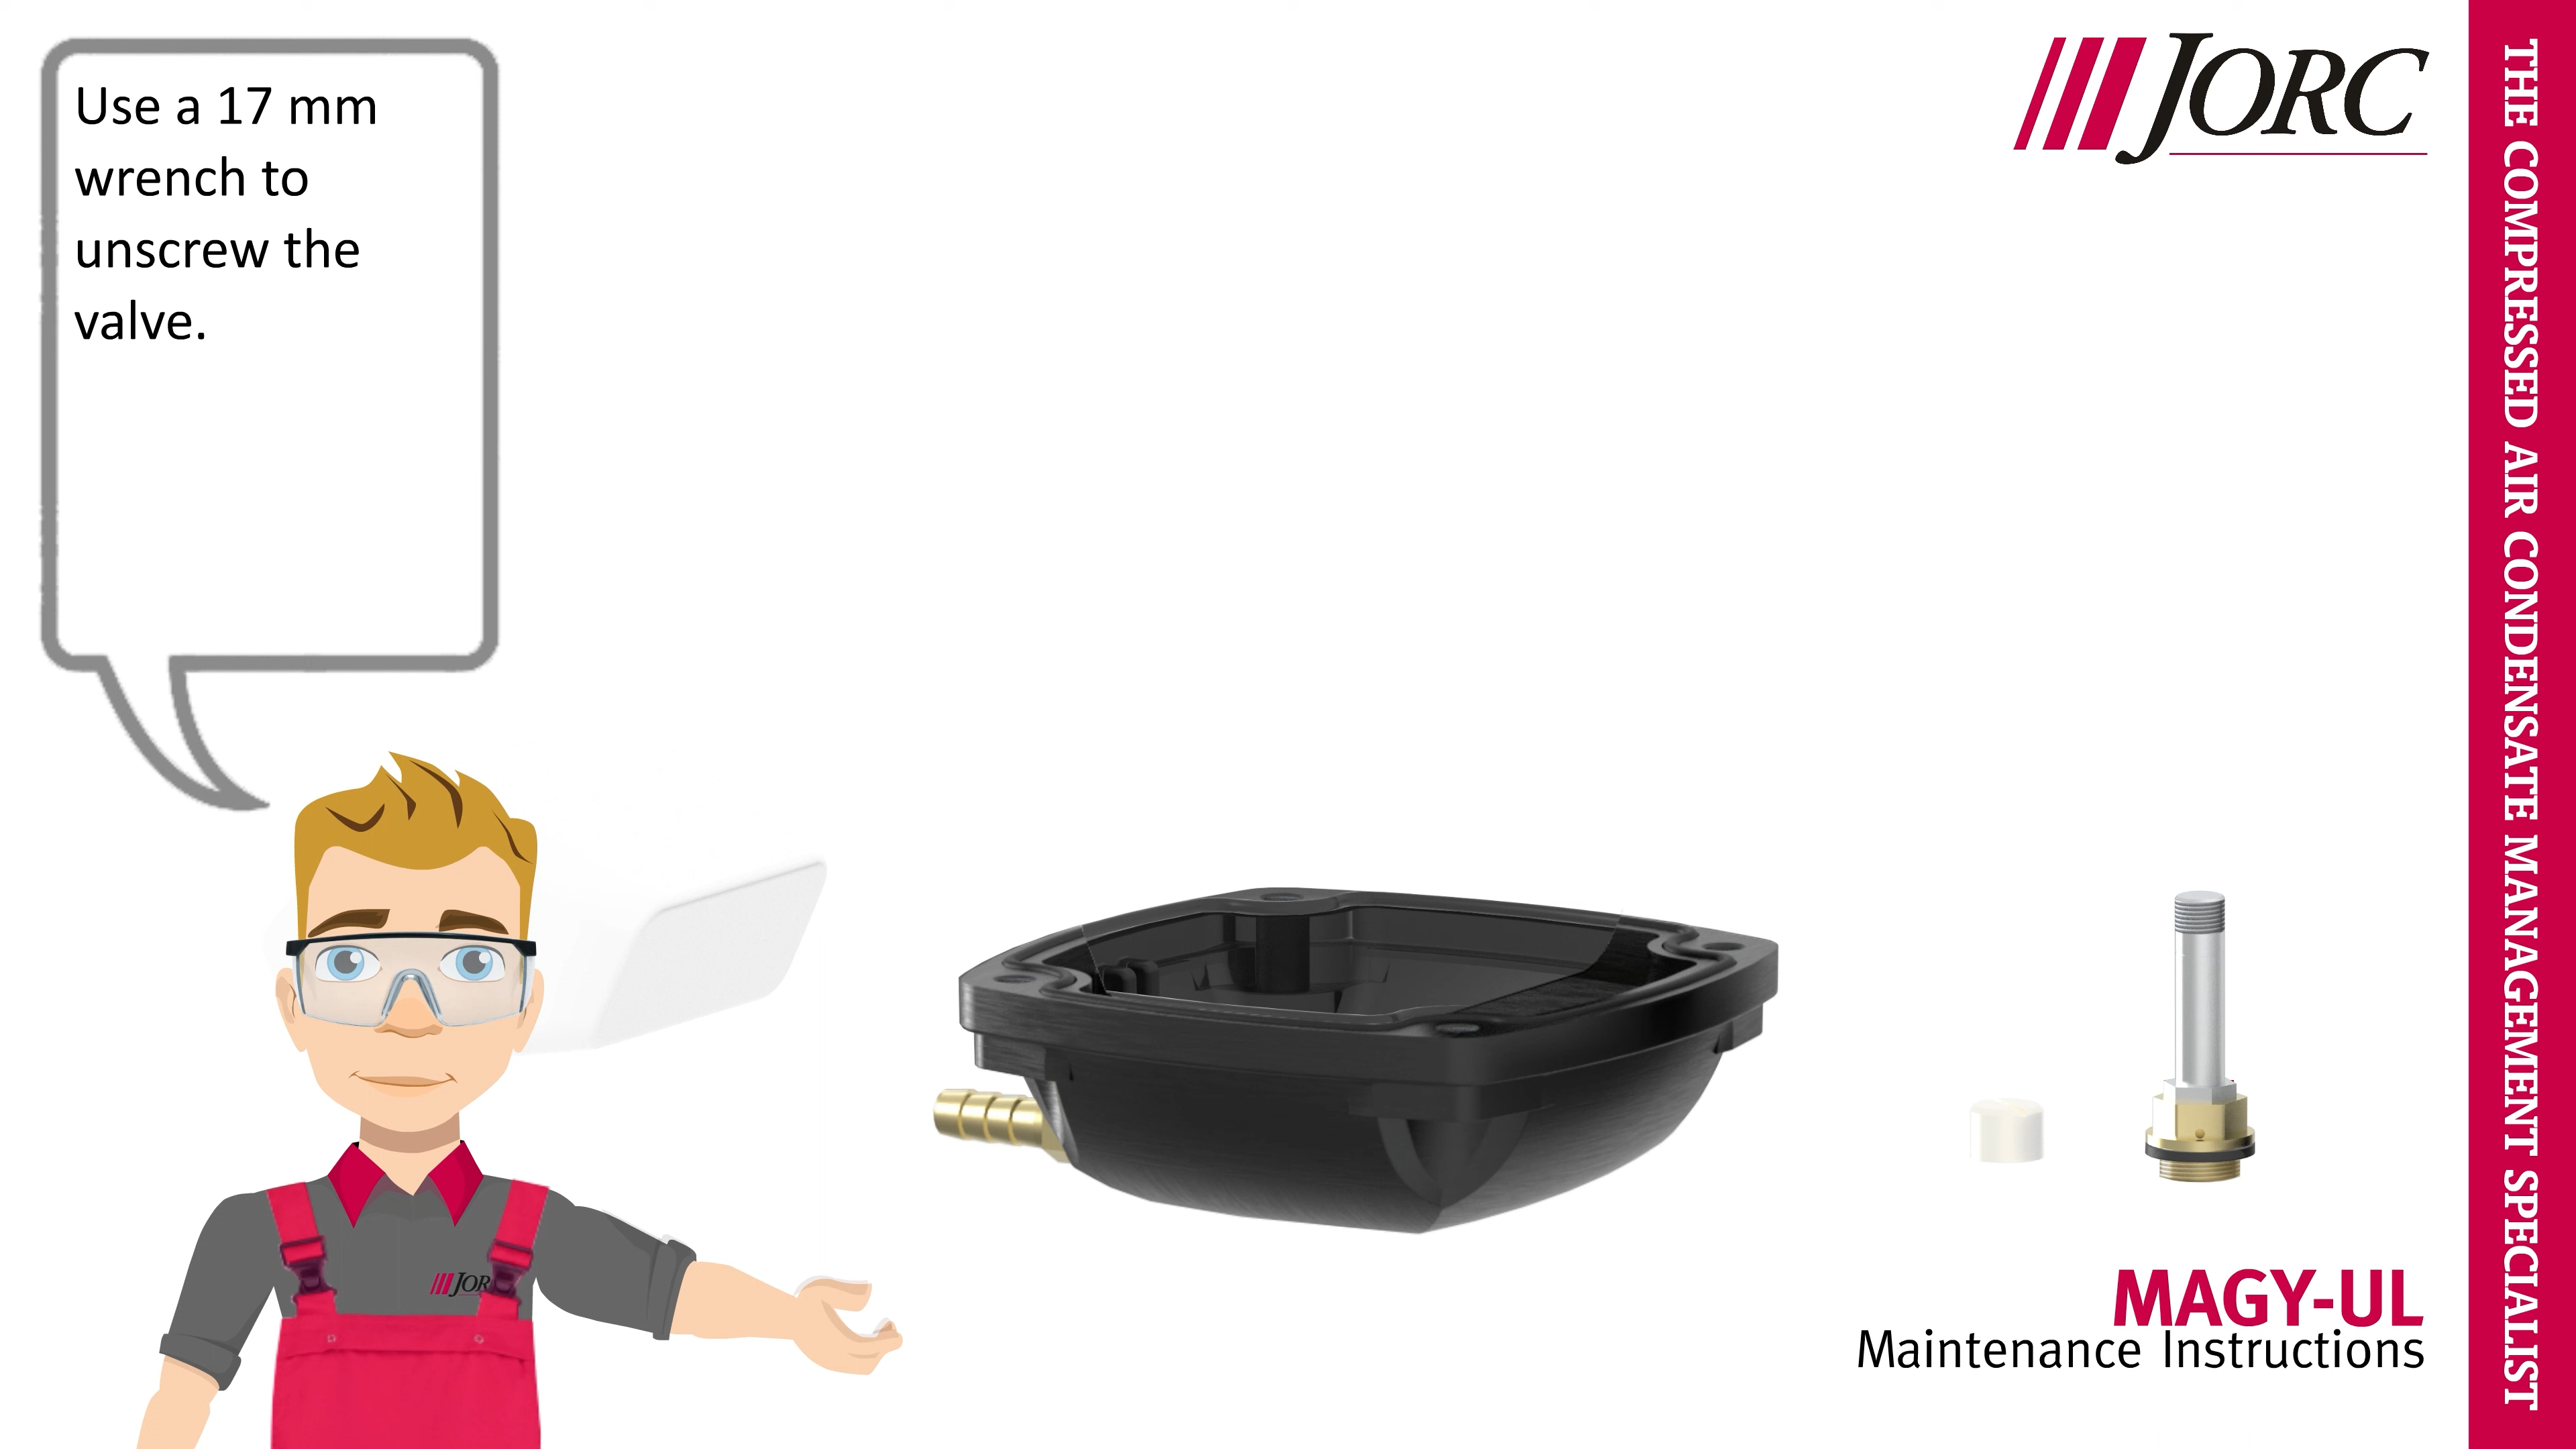 Use a 17 mm
wrench to
unscrew the
valve.
JORC
THE COMPRESSED AIR CONDENSATE MANAGEMENT SPECIALIST
JOR
MAGY-UL
Maintenance Instructions